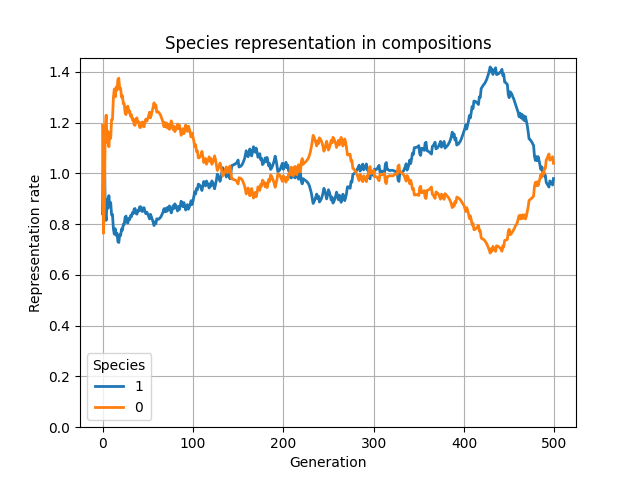 Species representation in compositions
1.4
1.2
1.0
0.8
0.6
0.4
0.2
0.0
Representation rate
Species
1
0
0 100 200 300 400 500
Generation